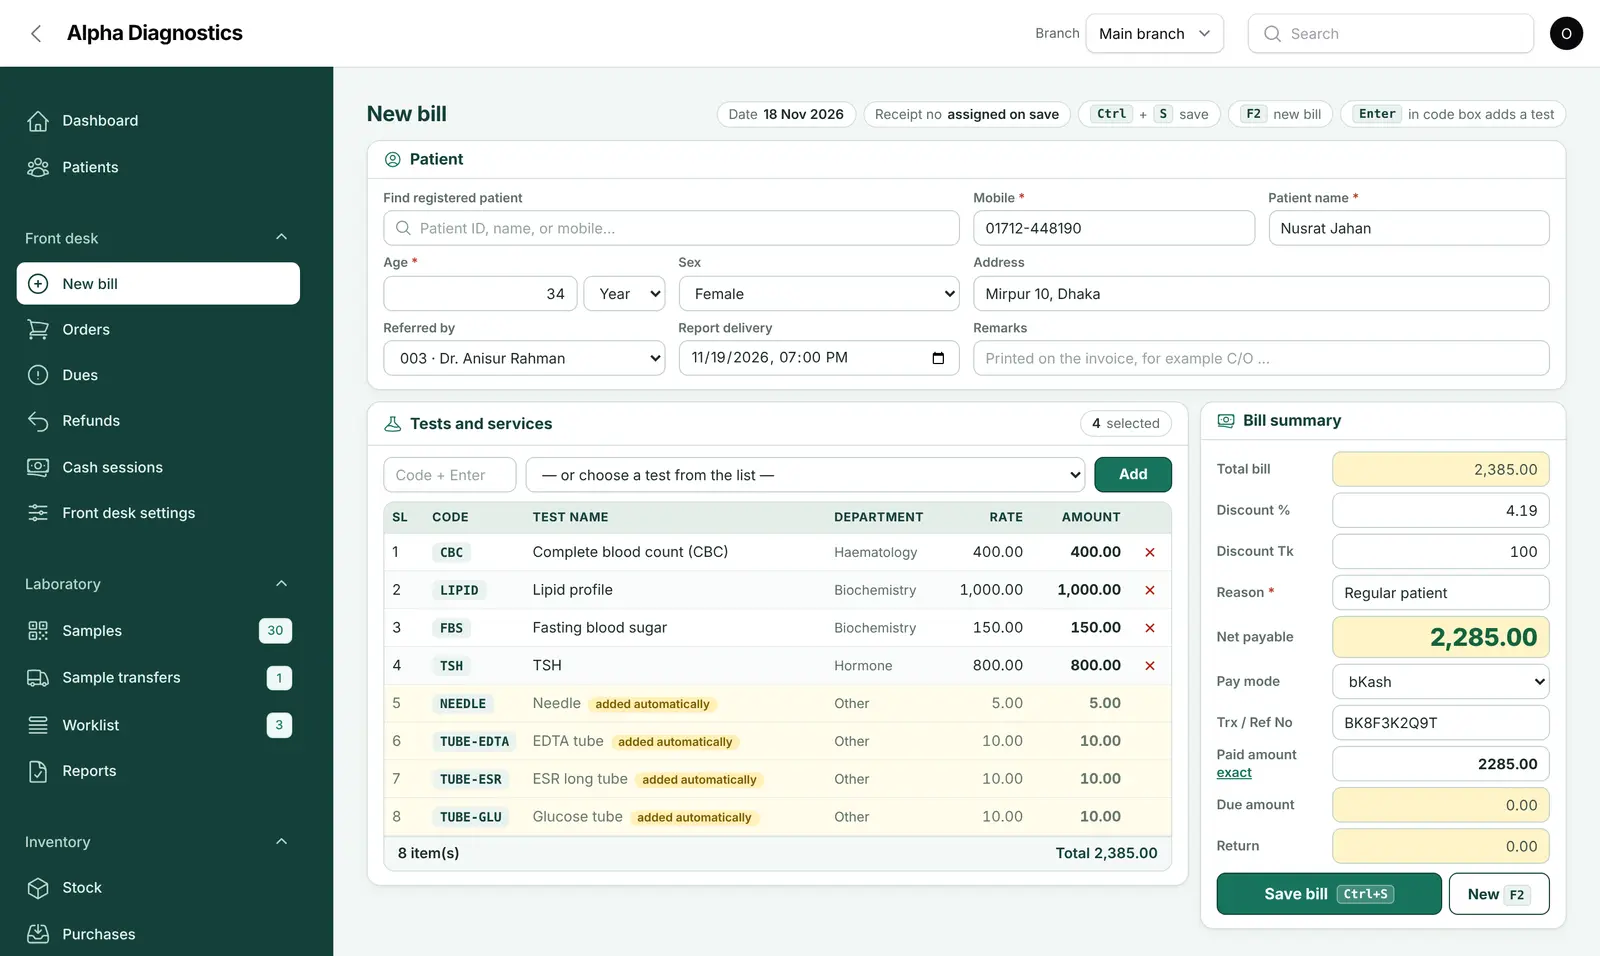 Alpha Diagnostics
Branch
Main branch
Search
O
Dashboard
Patients
Front desk
New bill
Orders
Dues
Refunds
Cash sessions
Front desk settings
Laboratory
Samples 30
Sample transfers 1
Worklist 3
Reports
Inventory
Stock
Purchases
New bill
Date 18 Nov 2026
Receipt no assigned on save
Ctrl + S save
F2 new bill
Enter in code box adds a test
Patient
Find registered patient
Patient ID, name, or mobile...
Mobile *
01712-448190
Patient name *
Nusrat Jahan
Age *
34
Year
Sex
Female
Address
Mirpur 10, Dhaka
Referred by
003 · Dr. Anisur Rahman
Report delivery
11/19/2026, 07:00 PM
Remarks
Printed on the invoice, for example C/O ...
Tests and services
4 selected
Code + Enter
— or choose a test from the list —
Add
SL CODE TEST NAME DEPARTMENT RATE AMOUNT
1 CBC Complete blood count (CBC) Haematology 400.00 400.00 ✕
2 LIPID Lipid profile Biochemistry 1,000.00 1,000.00 ✕
3 FBS Fasting blood sugar Biochemistry 150.00 150.00 ✕
4 TSH TSH Hormone 800.00 800.00 ✕
5 NEEDLE Needle added automatically Other 5.00 5.00
6 TUBE-EDTA EDTA tube added automatically Other 10.00 10.00
7 TUBE-ESR ESR long tube added automatically Other 10.00 10.00
8 TUBE-GLU Glucose tube added automatically Other 10.00 10.00
8 item(s) Total 2,385.00
Bill summary
Total bill 2,385.00
Discount % 4.19
Discount Tk 100
Reason * Regular patient
Net payable 2,285.00
Pay mode bKash
Trx / Ref No BK8F3K2Q9T
Paid amount
exact
2285.00
Due amount 0.00
Return 0.00
Save bill Ctrl+S
New F2